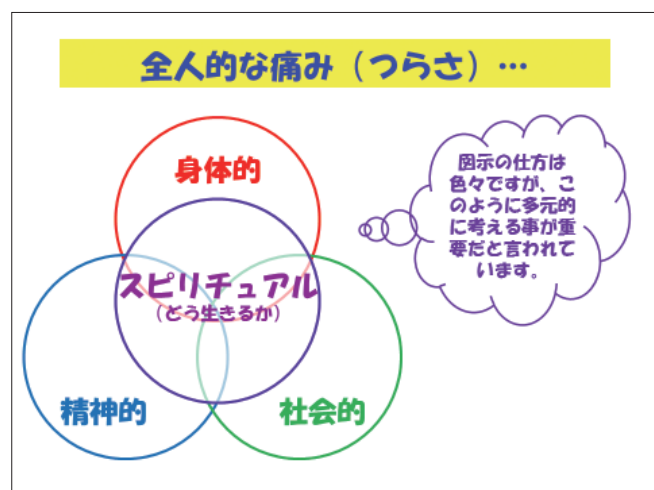 全人的な痛み（つらさ）…
身体的
図示の仕方は
色々ですが、こ
のように多元的
に考える事が重
要だと言われて
います。
スピリチュアル
（どう生きるか）
精神的
社会的